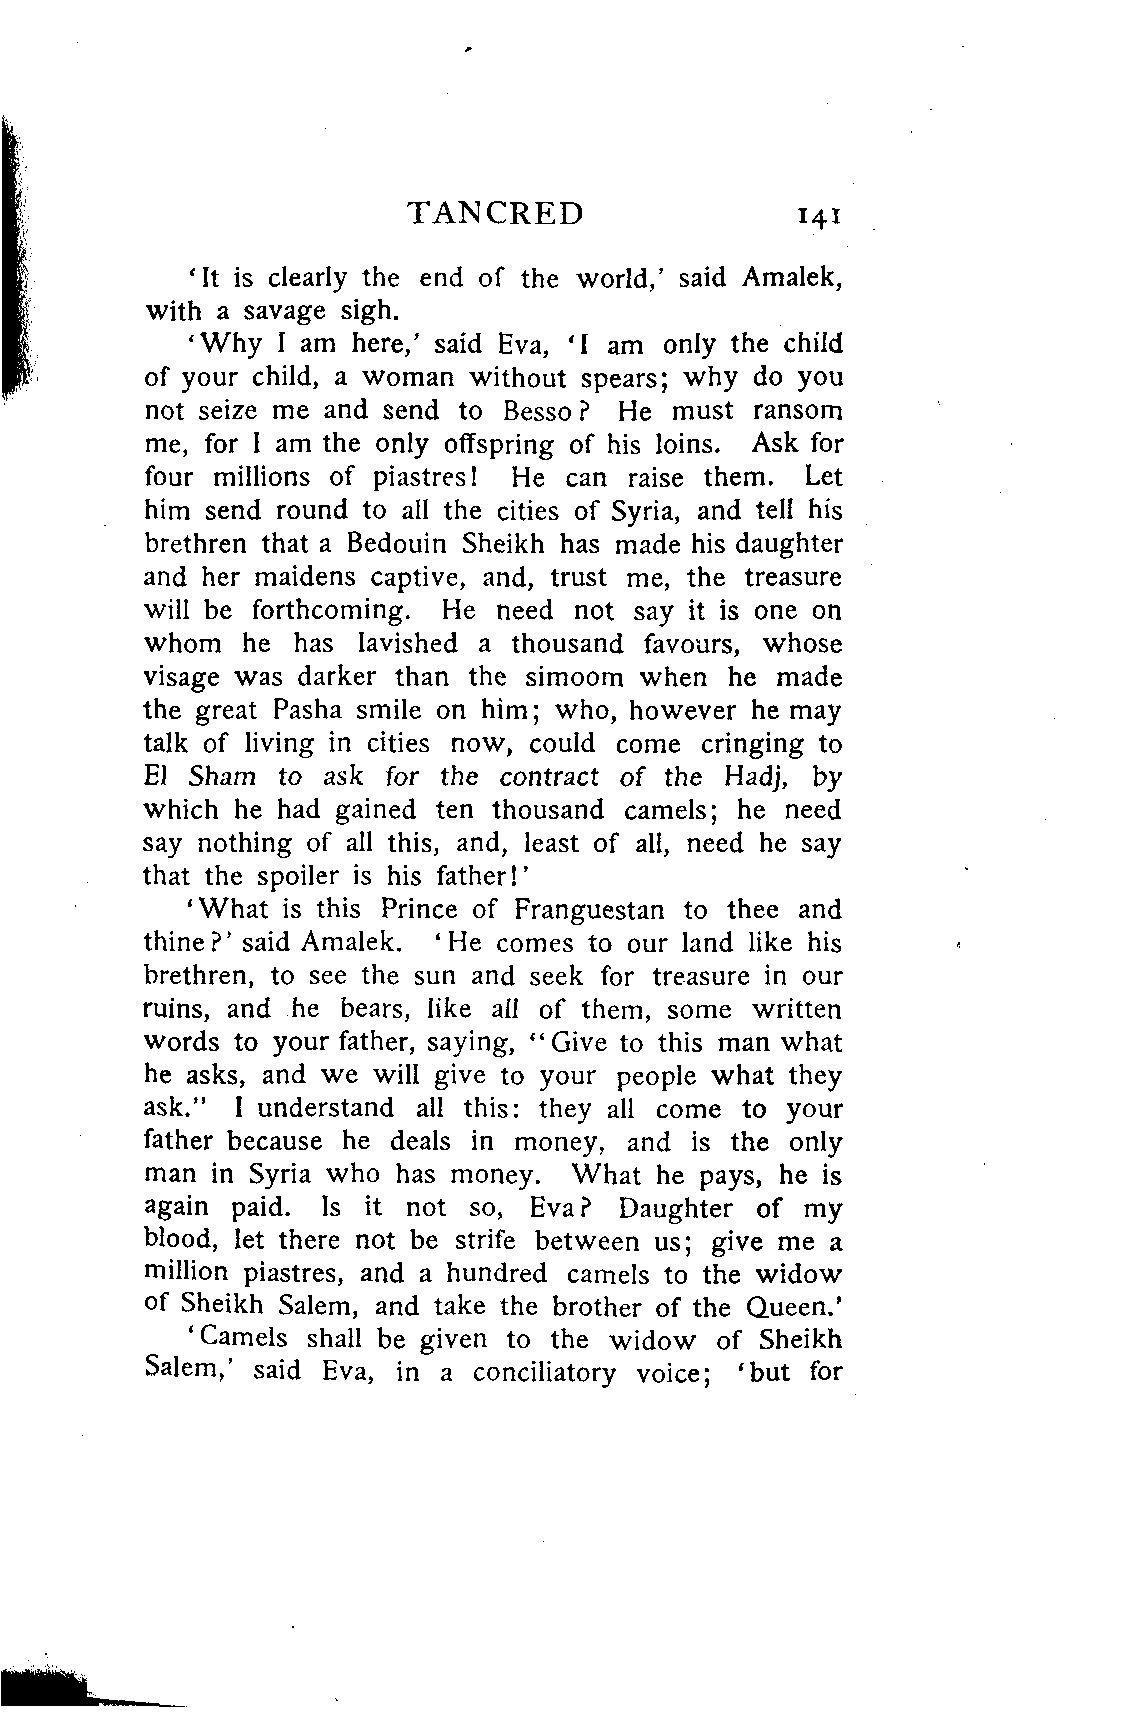 TANCRED 141
‘It is clearly the end of the world,’ said Amalek,
with a savage sigh.
‘Why I am here,’ said Eva, ‘I am only the child
of your child, a woman without spears; why do you
not seize me and send to Besso? He must ransom
me, for I am the only offspring of his loins. Ask for
four millions of piastres! He can raise them. Let
him send round to all the cities of Syria, and tell his
brethren that a Bedouin Sheikh has made his daughter
and her maidens captive, and, trust me, the treasure
will be forthcoming. He need not say it is one on
whom he has lavished a thousand favours, whose
visage was darker than the simoom when he made
the great Pasha smile on him; who, however he may
talk of living in cities now, could come cringing to
El Sham to ask for the contract of the Hadj, by
which he had gained ten thousand camels; he need
say nothing of all this, and, least of all, need he say
that the spoiler is his father!’
‘What is this Prince of Franguestan to thee and
thine?’ said Amalek. ‘He comes to our land like his
brethren, to see the sun and seek for treasure in our
ruins, and he bears, like all of them, some written
words to your father, saying, “Give to this man what
he asks, and we will give to your people what they
ask.” I understand all this: they all come to your
father because he deals in money, and is the only
man in Syria who has money. What he pays, he is
again paid. Is it not so, Eva? Daughter of my
blood, let there not be strife between us; give me a
million piastres, and a hundred camels to the widow
of Sheikh Salem, and take the brother of the Queen.’
‘Camels shall be given to the widow of Sheikh
Salem,’ said Eva, in a conciliatory voice; ‘but for